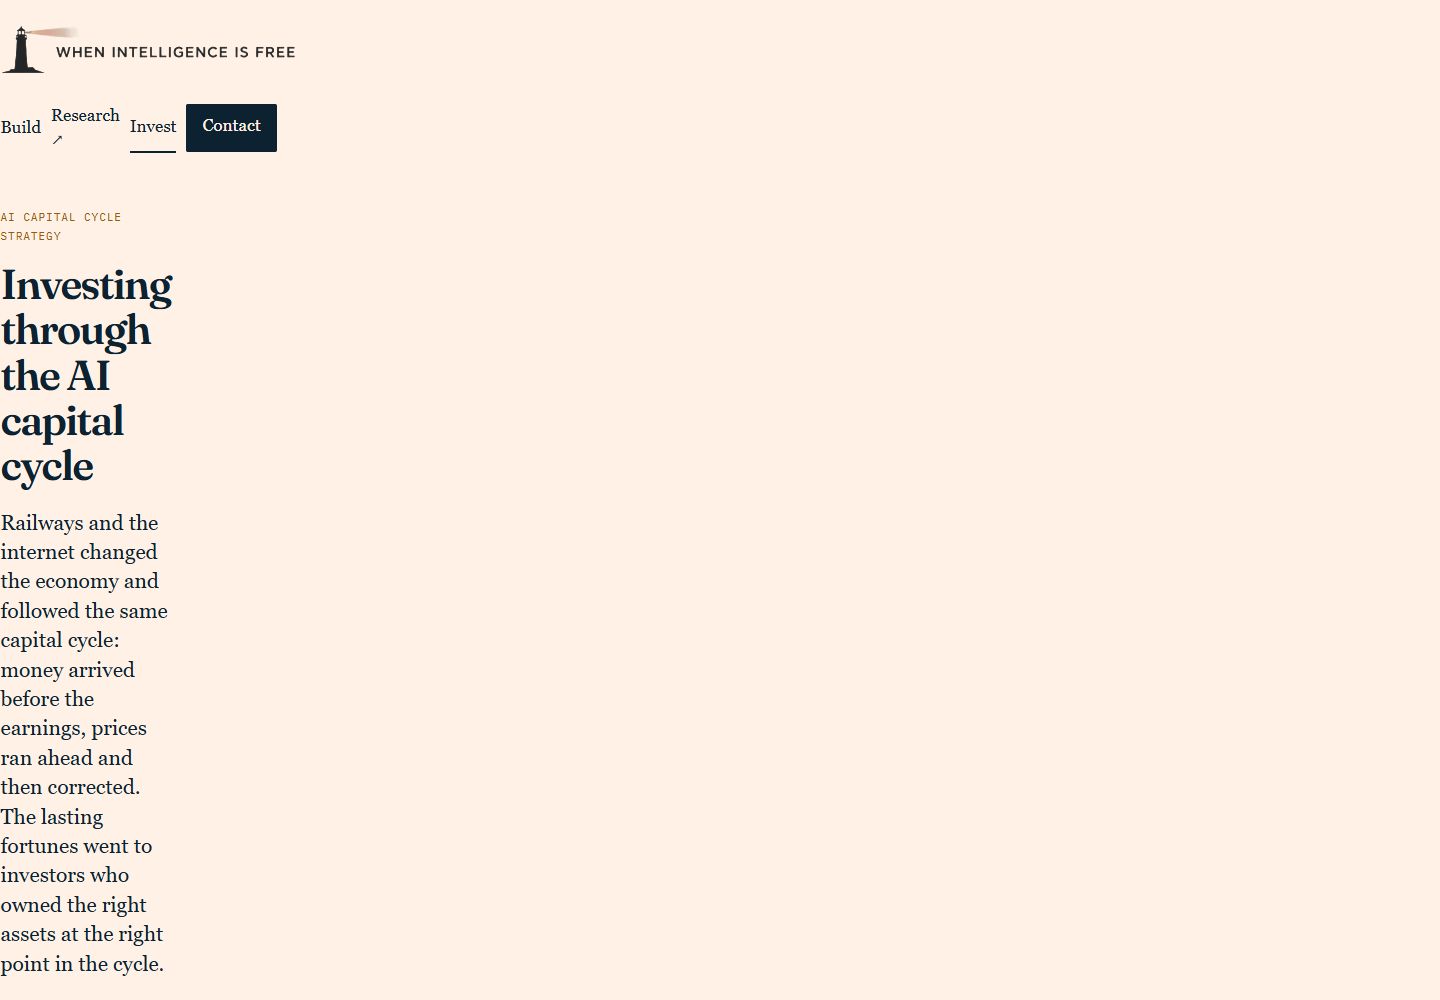 WHEN INTELLIGENCE IS FREE
Build
Research
↗
Invest
Contact
AI CAPITAL CYCLE
STRATEGY
Investing
through
the AI
capital
cycle
Railways and the
internet changed
the economy and
followed the same
capital cycle:
money arrived
before the
earnings, prices
ran ahead and
then corrected.
The lasting
fortunes went to
investors who
owned the right
assets at the right
point in the cycle.